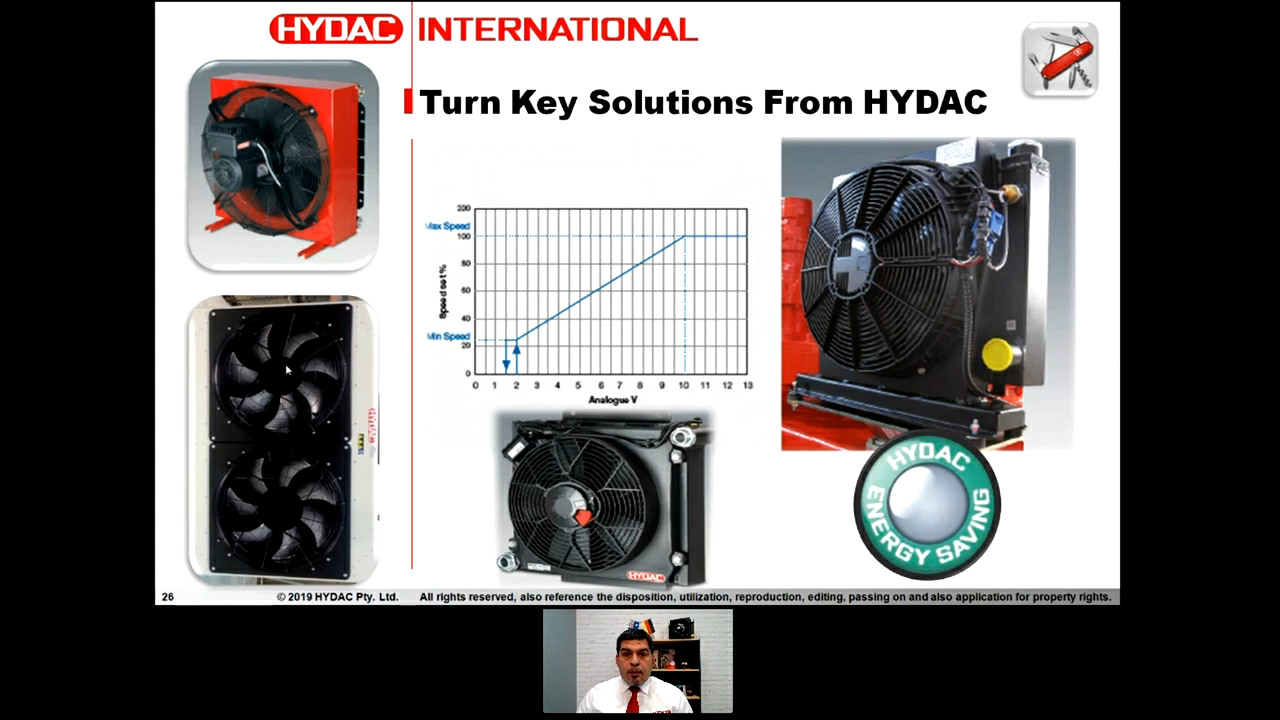 HYDAC INTERNATIONAL
Turn Key Solutions From HYDAC
200
Max Speed
100
80
60
40
Min Speed
20
0
Speed set %
0 1 2 3 4 5 6 7 8 9 10 11 12 13
Analogue V
HYDAC
HYDAC
HYDAC
ENERGY SAVING
26
© 2019 HYDAC Pty. Ltd.
All rights reserved, also reference the disposition, utilization, reproduction, editing, passing on and also application for property rights.